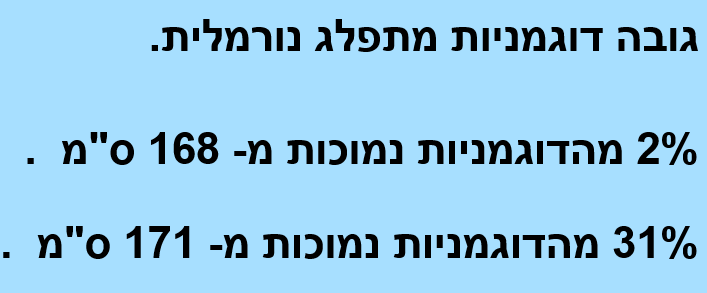 גובה דוגמניות מתפלג נורמלית.
2% מהדוגמניות נמוכות מ- 168 ס"מ .
31% מהדוגמניות נמוכות מ- 171 ס"מ .